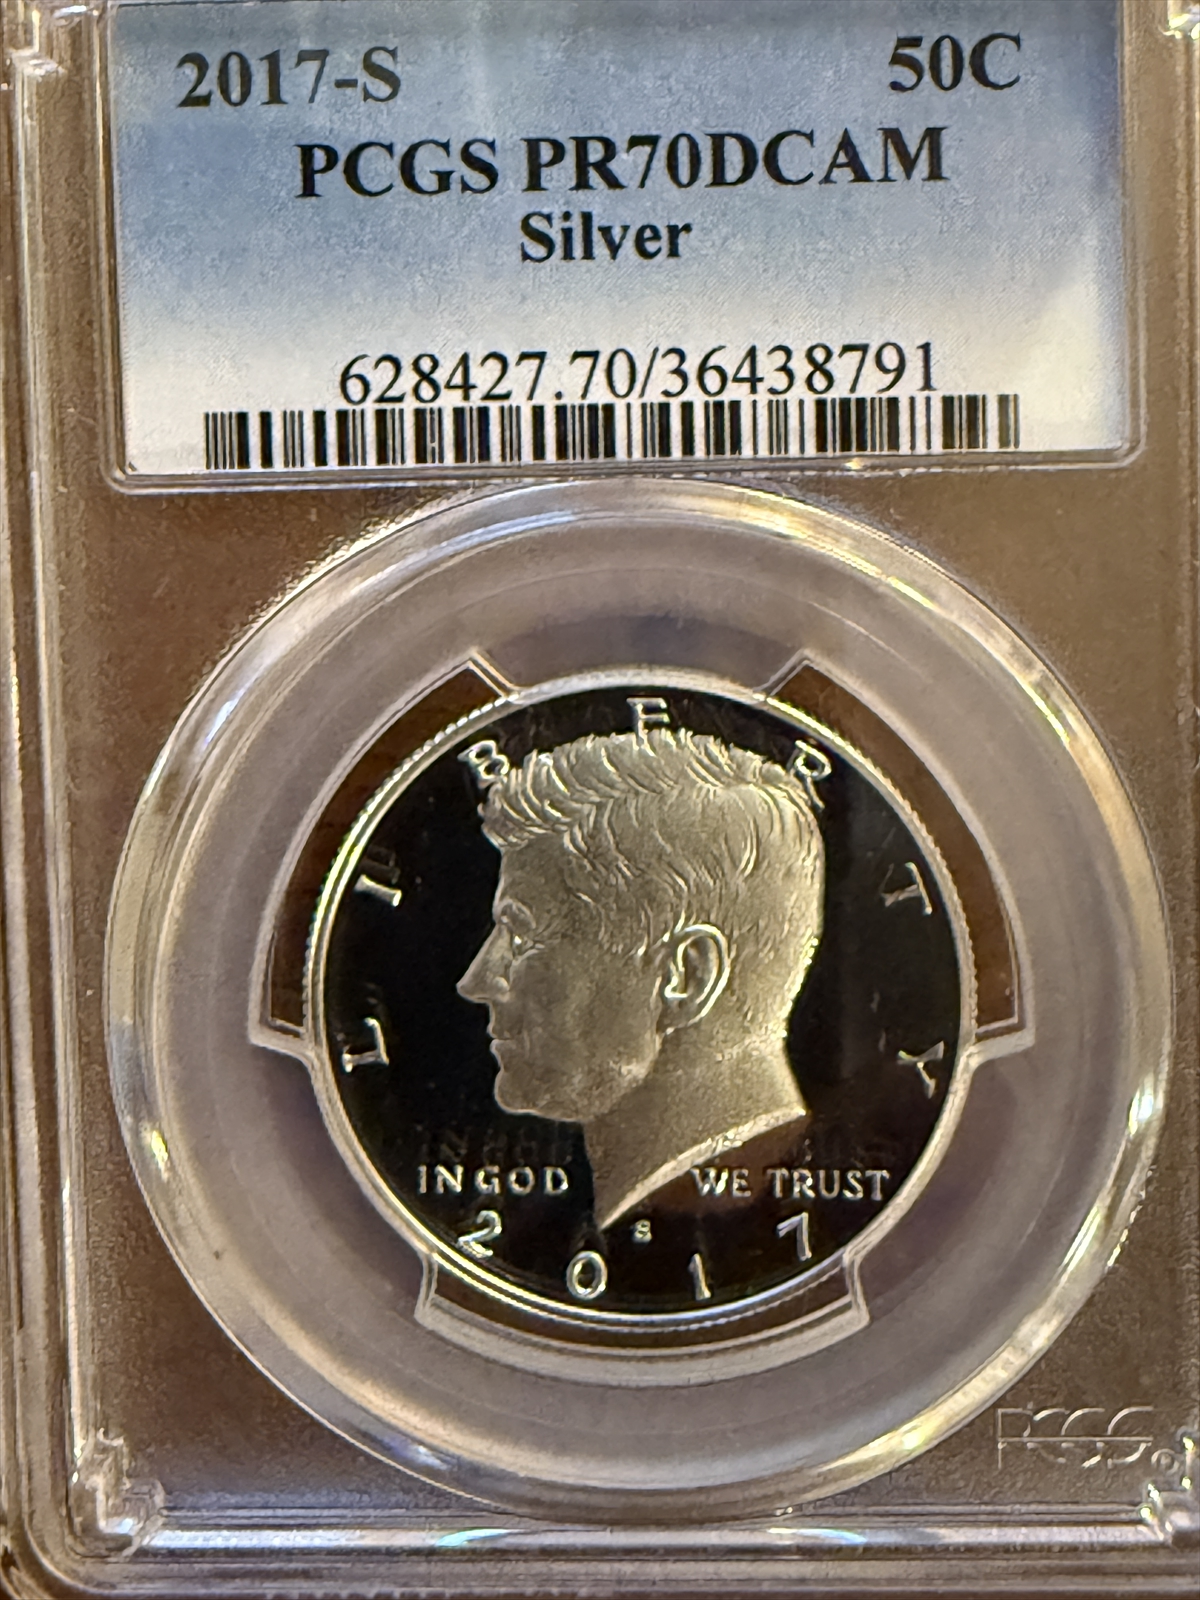 2017-S 50C
PCGS PR70DCAM
Silver
628427.70/36438791
LIBERTY
IN GOD WE TRUST
S
2017
PCGS